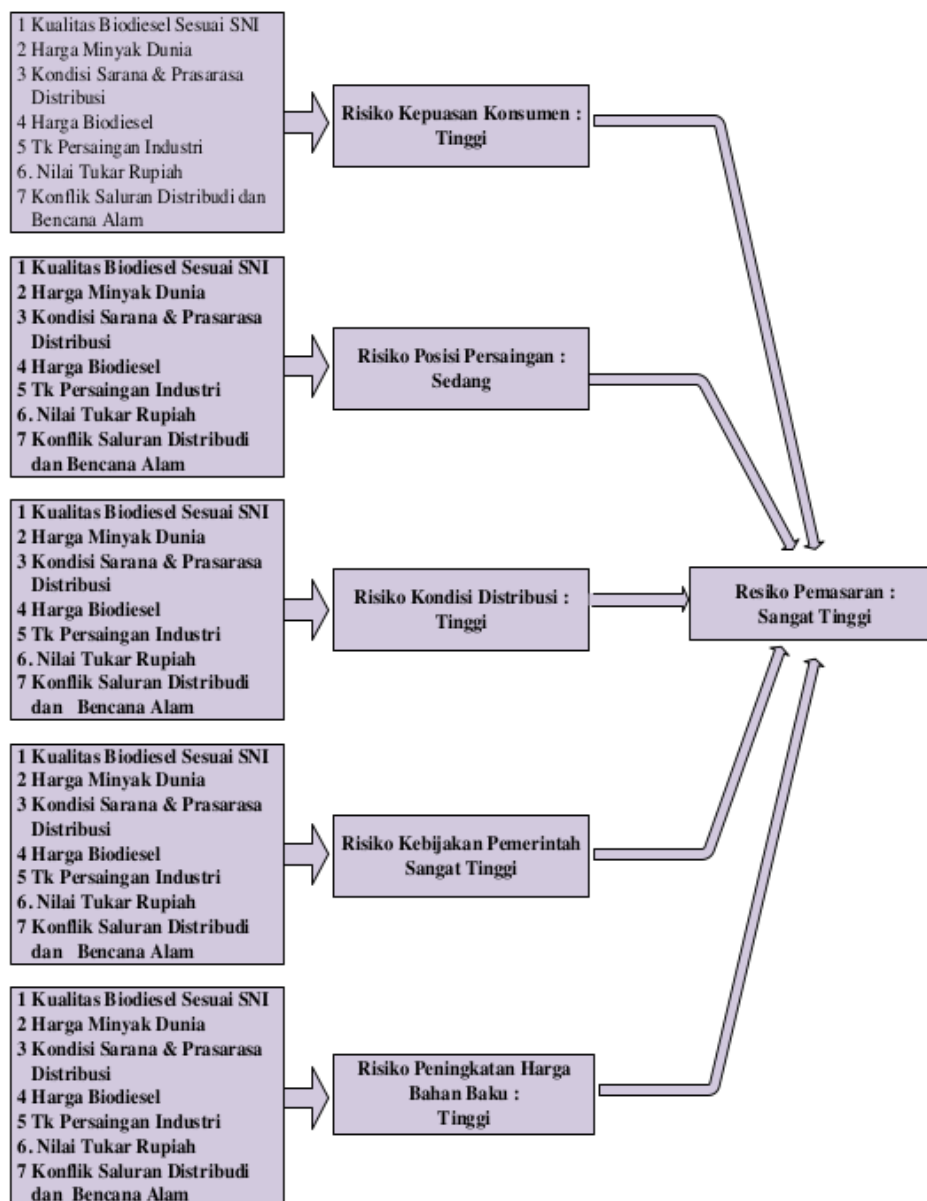 1 Kualitas Biodiesel Sesuai SNI
2 Harga Minyak Dunia
3 Kondisi Sarana & Prasarasa
Distribusi
4 Harga Biodiesel
5 Tk Persaingan Industri
6. Nilai Tukar Rupiah
7 Konflik Saluran Distribudi dan
Bencana Alam
Risiko Kepuasan Konsumen :
Tinggi
1 Kualitas Biodiesel Sesuai SNI
2 Harga Minyak Dunia
3 Kondisi Sarana & Prasarasa
Distribusi
4 Harga Biodiesel
5 Tk Persaingan Industri
6. Nilai Tukar Rupiah
7 Konflik Saluran Distribudi
dan Bencana Alam
Risiko Posisi Persaingan :
Sedang
1 Kualitas Biodiesel Sesuai SNI
2 Harga Minyak Dunia
3 Kondisi Sarana & Prasarasa
Distribusi
4 Harga Biodiesel
5 Tk Persaingan Industri
6. Nilai Tukar Rupiah
7 Konflik Saluran Distribudi
dan Bencana Alam
Risiko Kondisi Distribusi :
Tinggi
Resiko Pemasaran :
Sangat Tinggi
1 Kualitas Biodiesel Sesuai SNI
2 Harga Minyak Dunia
3 Kondisi Sarana & Prasarasa
Distribusi
4 Harga Biodiesel
5 Tk Persaingan Industri
6. Nilai Tukar Rupiah
7 Konflik Saluran Distribudi
dan Bencana Alam
Risiko Kebijakan Pemerintah
Sangat Tinggi
1 Kualitas Biodiesel Sesuai SNI
2 Harga Minyak Dunia
3 Kondisi Sarana & Prasarasa
Distribusi
4 Harga Biodiesel
5 Tk Persaingan Industri
6. Nilai Tukar Rupiah
7 Konflik Saluran Distribudi
dan Bencana Alam
Risiko Peningkatan Harga
Bahan Baku :
Tinggi